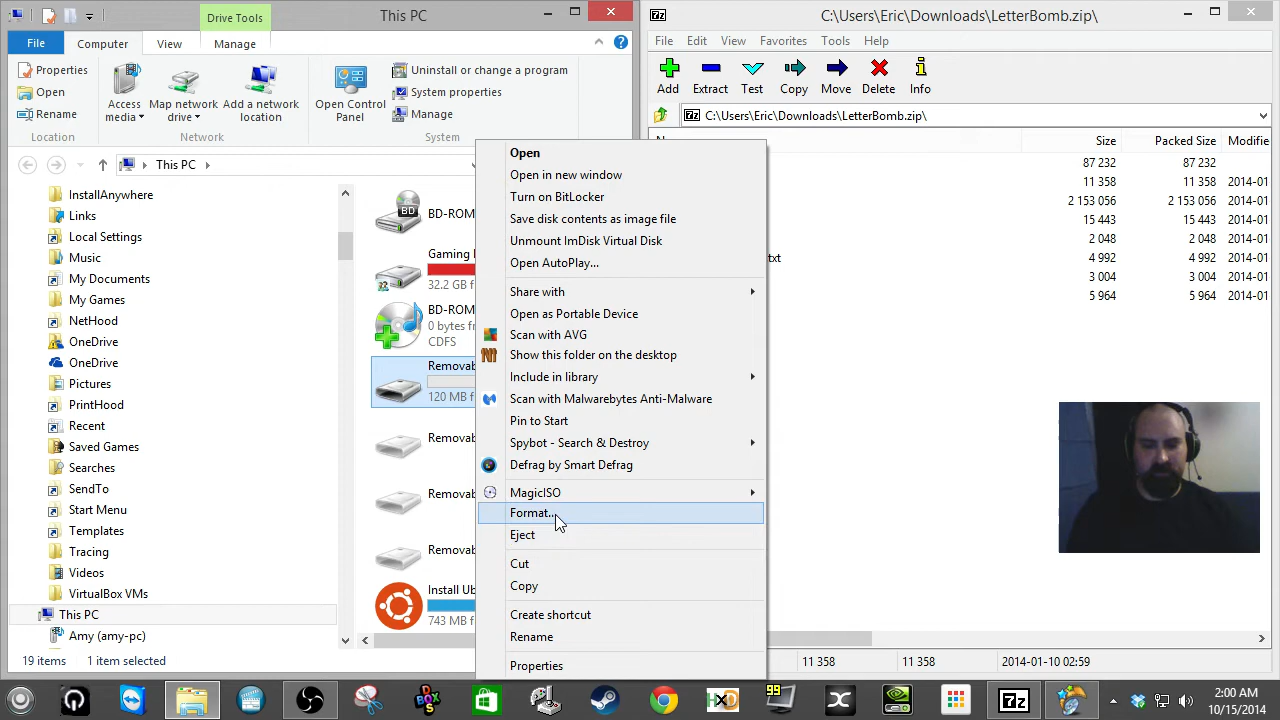 Drive Tools
This PC
File
Computer
View
Manage
Properties
Open
Rename
Location
Access media
Map network drive
Add a network location
Network
Open Control Panel
Uninstall or change a program
System properties
Manage
System
This PC
InstallAnywhere
Links
Local Settings
Music
My Documents
My Games
NetHood
OneDrive
OneDrive
Pictures
PrintHood
Recent
Saved Games
Searches
SendTo
Start Menu
Templates
Tracing
Videos
VirtualBox VMs
This PC
Amy (amy-pc)
BD
BD-ROM
Gaming
32.2 GB f
BD-ROM
0 bytes fr
CDFS
Removab
120 MB f
Removab
Removab
Removab
Install Ub
743 MB f
19 items
1 item selected
Open
Open in new window
Turn on BitLocker
Save disk contents as image file
Unmount ImDisk Virtual Disk
Open AutoPlay...
Share with
Open as Portable Device
Scan with AVG
Show this folder on the desktop
Include in library
Scan with Malwarebytes Anti-Malware
Pin to Start
Spybot - Search & Destroy
Defrag by Smart Defrag
MagicISO
Format...
Eject
Cut
Copy
Create shortcut
Rename
Properties
7z
C:\Users\Eric\Downloads\LetterBomb.zip\
File Edit View Favorites Tools Help
Add Extract Test Copy Move Delete Info
7z C:\Users\Eric\Downloads\LetterBomb.zip\
Size Packed Size Modifie
87 232 87 232
11 358 11 358 2014-01
2 153 056 2 153 056 2014-01
15 443 15 443 2014-01
2 048 2 048 2014-01
txt 4 992 4 992 2014-01
3 004 3 004 2014-01
5 964 5 964 2014-01
11 358 11 358 2014-01-10 02:59
DOS BOX
HXD
99
7z
2:00 AM
10/15/2014